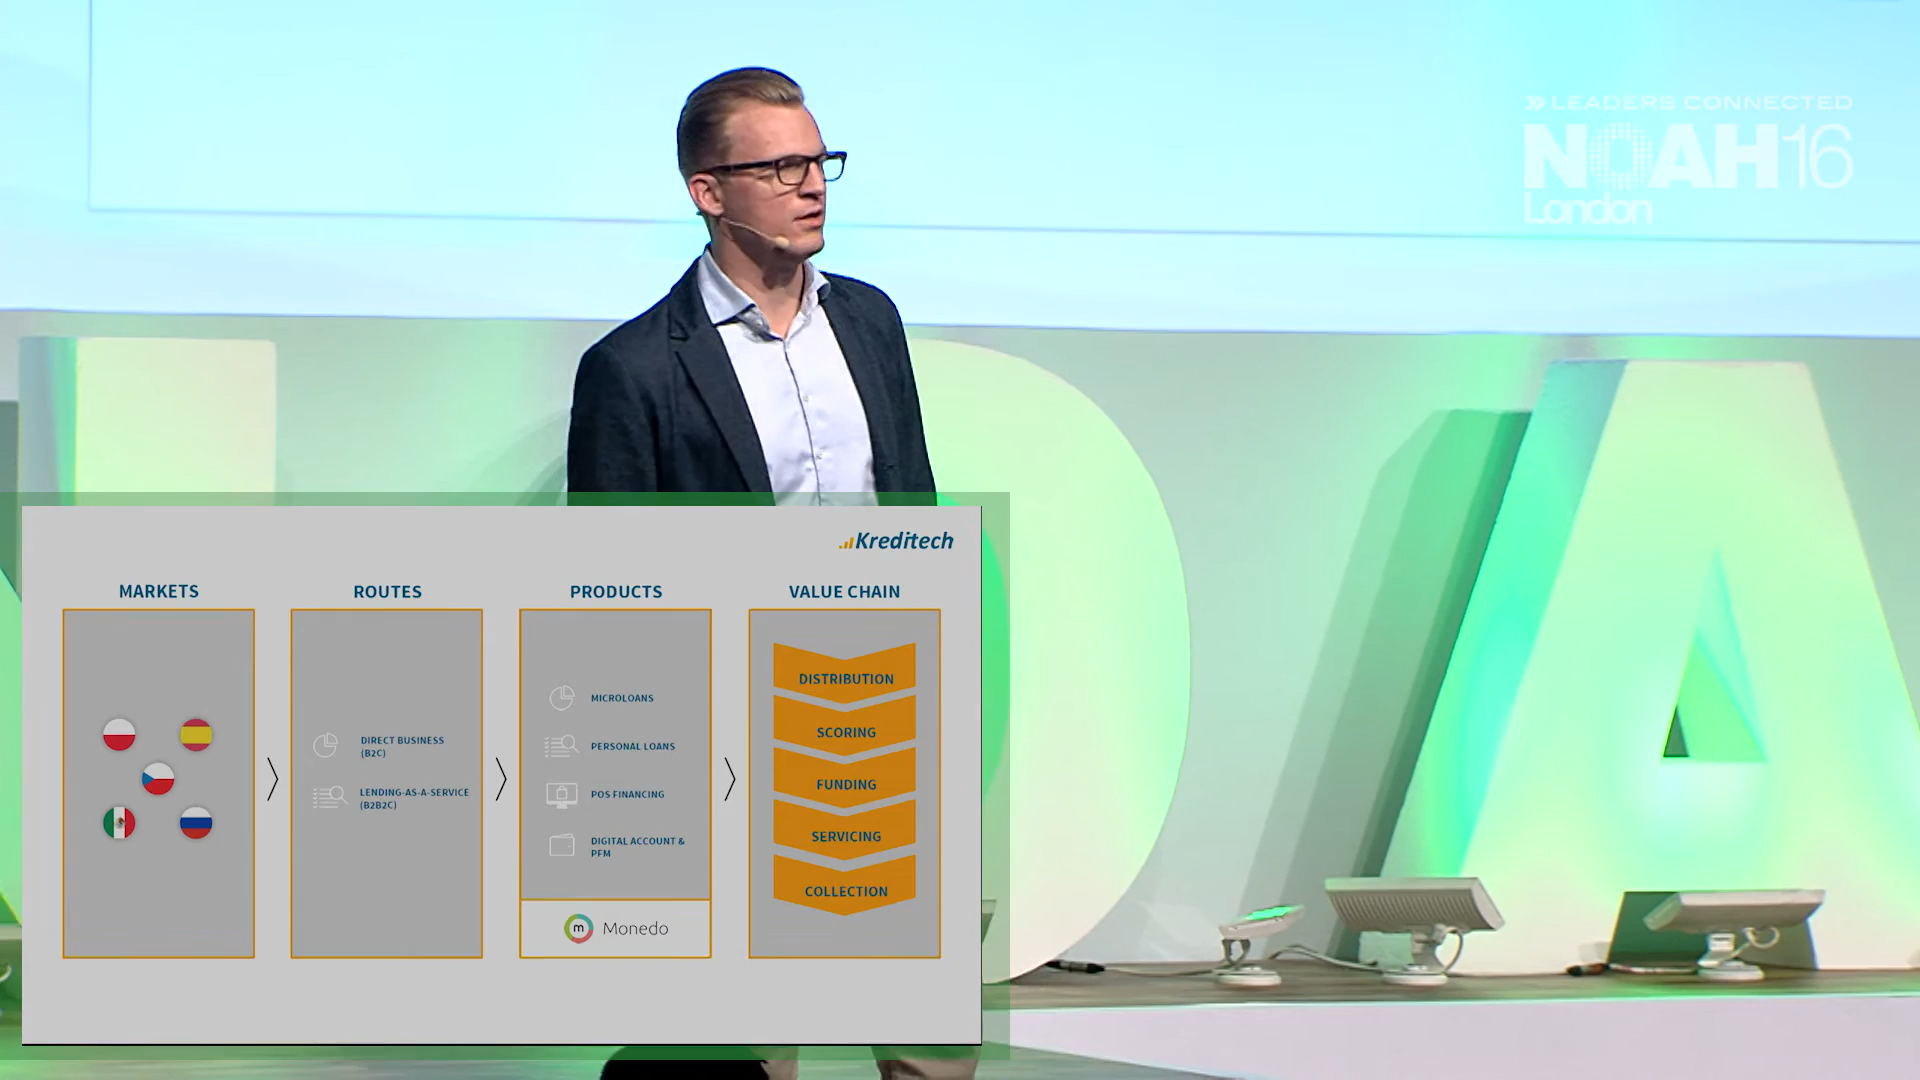 LEADERS CONNECTED
NOAH16
London
Kreditech
MARKETS
ROUTES
DIRECT BUSINESS
(B2C)
LENDING-AS-A-SERVICE
(B2B2C)
PRODUCTS
MICROLOANS
PERSONAL LOANS
POS FINANCING
DIGITAL ACCOUNT &
PFM
m Monedo
VALUE CHAIN
DISTRIBUTION
SCORING
FUNDING
SERVICING
COLLECTION